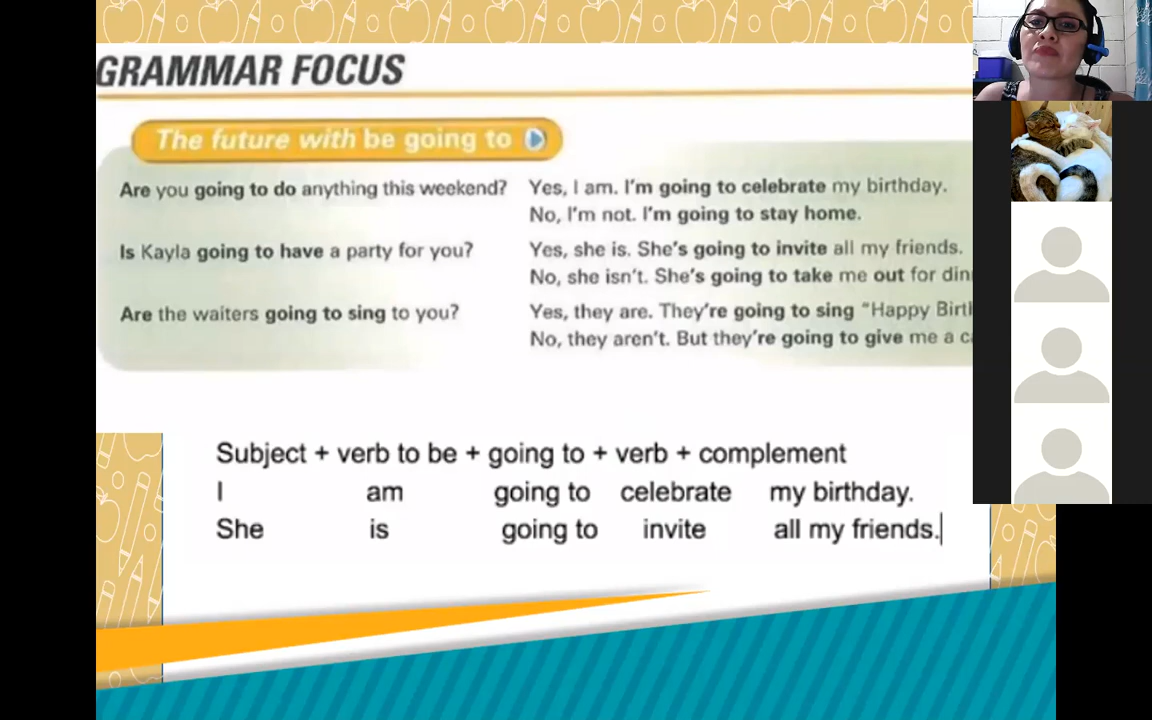 GRAMMAR FOCUS
The future with be going to
Are you going to do anything this weekend? Yes, I am. I'm going to celebrate my birthday.
No, I'm not. I'm going to stay home.
Is Kayla going to have a party for you? Yes, she is. She's going to invite all my friends.
No, she isn't. She's going to take me out for din
Are the waiters going to sing to you? Yes, they are. They're going to sing "Happy Birt
No, they aren't. But they're going to give me a c
Subject + verb to be + going to + verb + complement
I am going to celebrate my birthday.
She is going to invite all my friends.